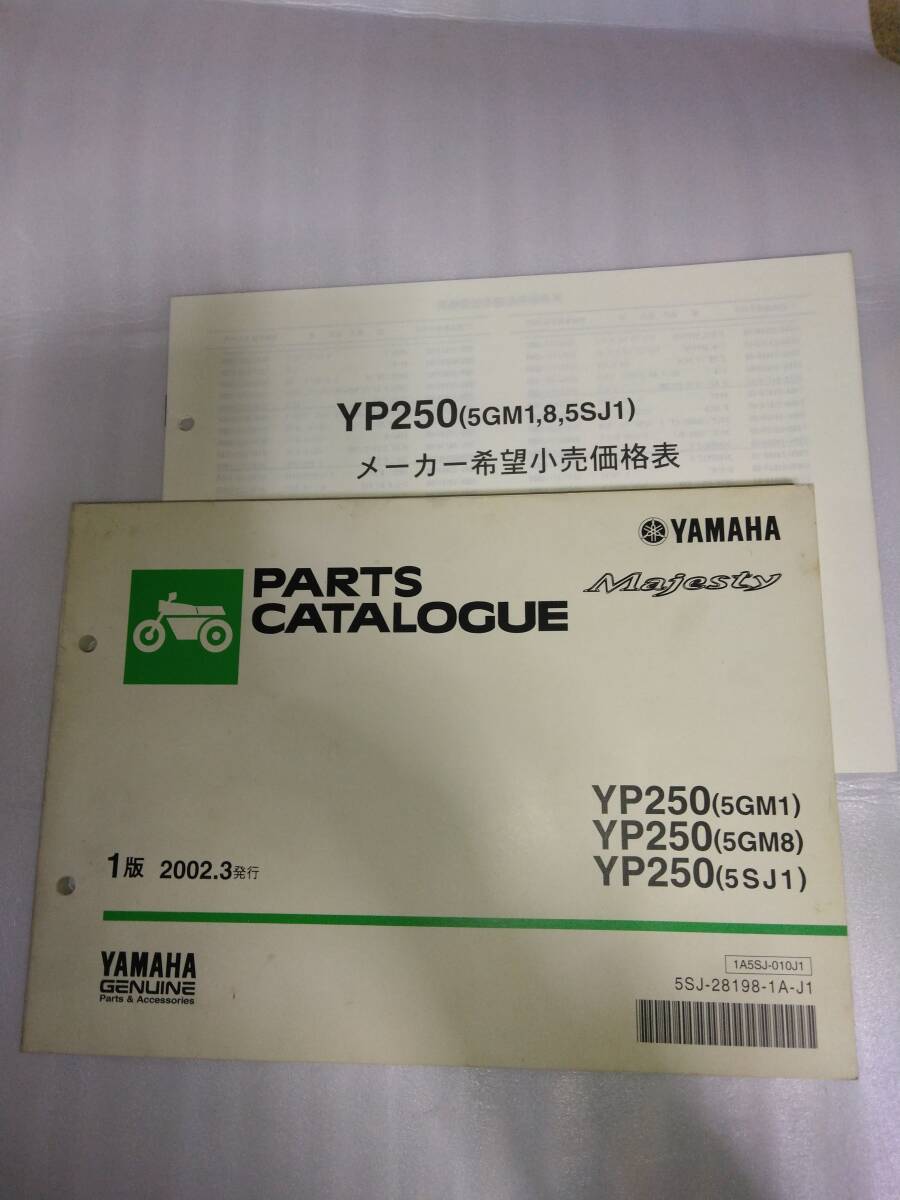 YP250(5GM1,8,5SJ1)
メーカー希望小売価格表
YAMAHA
Majesty
PARTS
CATALOGUE
YP250(5GM1)
YP250(5GM8)
YP250(5SJ1)
1版 2002.3発行
YAMAHA
GENUINE
Parts & Accessories
1A5SJ-010J1
5SJ-28198-1A-J1